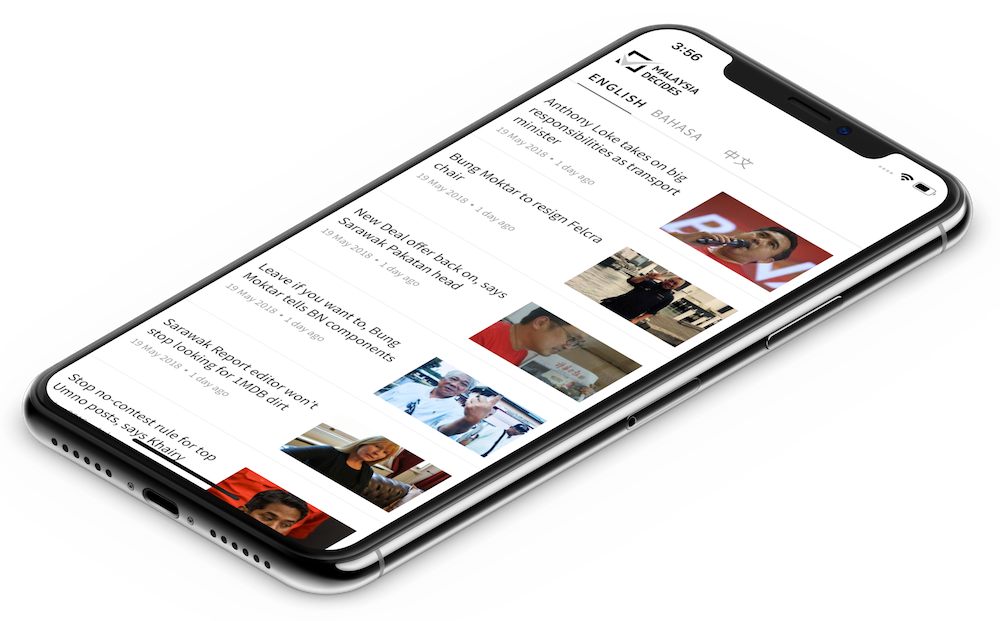 3:56
MALAYSIA
DECIDES
ENGLISH BAHASA 中文
Anthony Loke takes on big
responsibilities as transport
minister
19 May 2018 • 1 day ago
Bung Moktar to resign Felcra
chair
19 May 2018 • 1 day ago
New Deal offer back on, says
Sarawak Pakatan head
19 May 2018 • 1 day ago
Leave if you want to, Bung
Moktar tells BN components
19 May 2018 • 1 day ago
Sarawak Report editor won't
stop looking for 1MDB dirt
19 May 2018 • 1 day ago
Stop no-contest rule for top
Umno posts, says Khairy